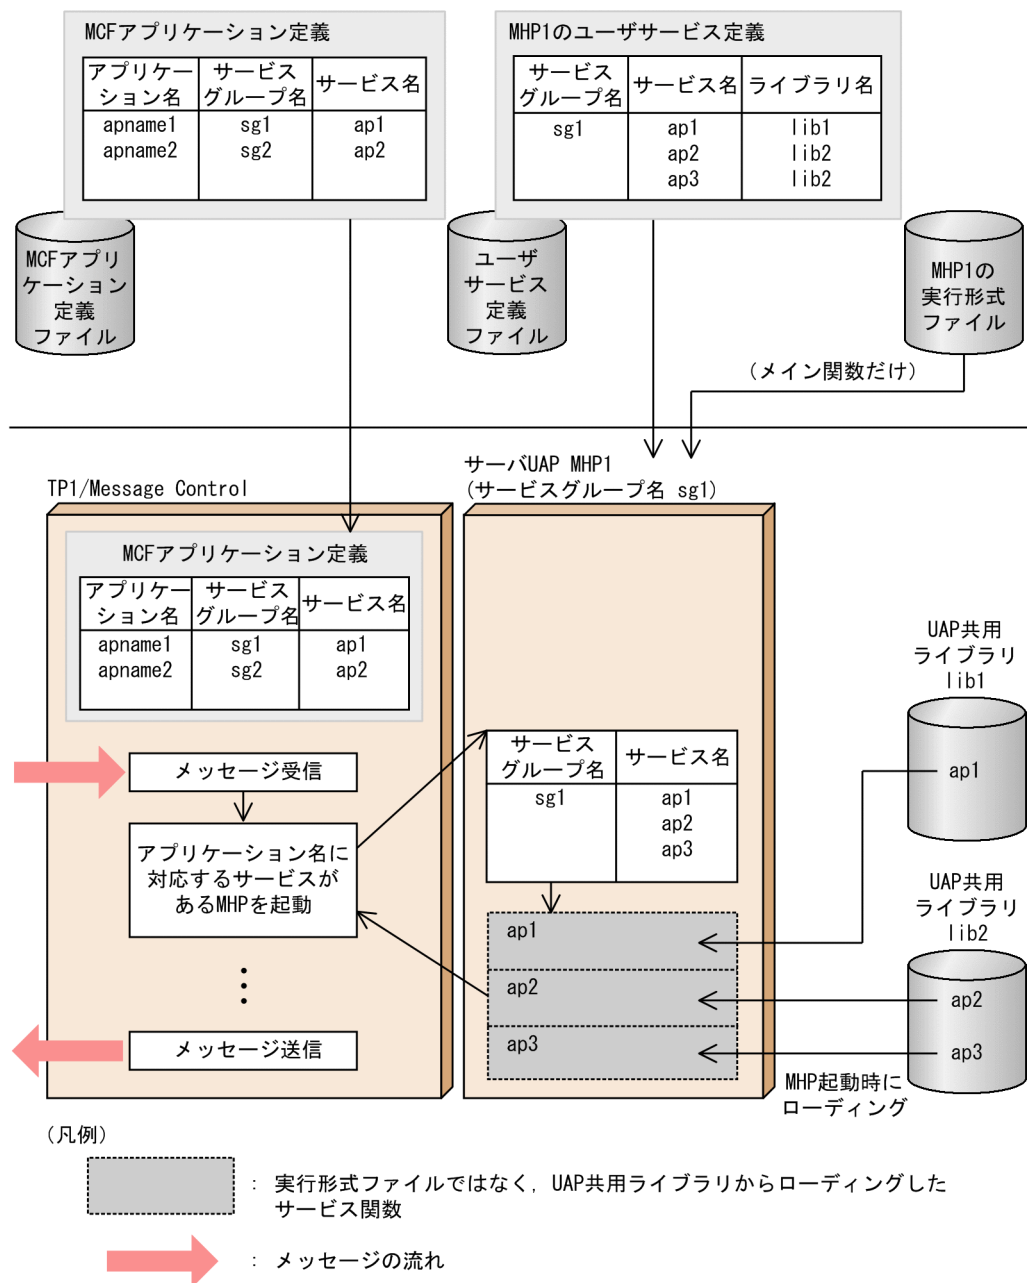 MCFアプリケーション定義
アプリケー
ション名
サービス
グループ名
サービス名
apname1 sg1 ap1
apname2 sg2 ap2
MHP1のユーザサービス定義
サービス
グループ名
サービス名
ライブラリ名
sg1 ap1 lib1
ap2 lib2
ap3 lib2
MCFアプリ
ケーション
定義
ファイル
ユーザ
サービス
定義
ファイル
MHP1の
実行形式
ファイル
(メイン関数だけ)
TP1/Message Control
サーバUAP MHP1
(サービスグループ名 sg1)
MCFアプリケーション定義
アプリケー
ション名
サービス
グループ名
サービス名
apname1 sg1 ap1
apname2 sg2 ap2
メッセージ受信
アプリケーション名に
対応するサービスが
あるMHPを起動
メッセージ送信
サービス
グループ名
サービス名
sg1 ap1
ap2
ap3
ap1
ap2
ap3
UAP共用
ライブラリ
lib1
ap1
UAP共用
ライブラリ
lib2
ap2
ap3
MHP起動時に
ローディング
(凡例)
: 実行形式ファイルではなく,UAP共用ライブラリからローディングした
サービス関数
: メッセージの流れ